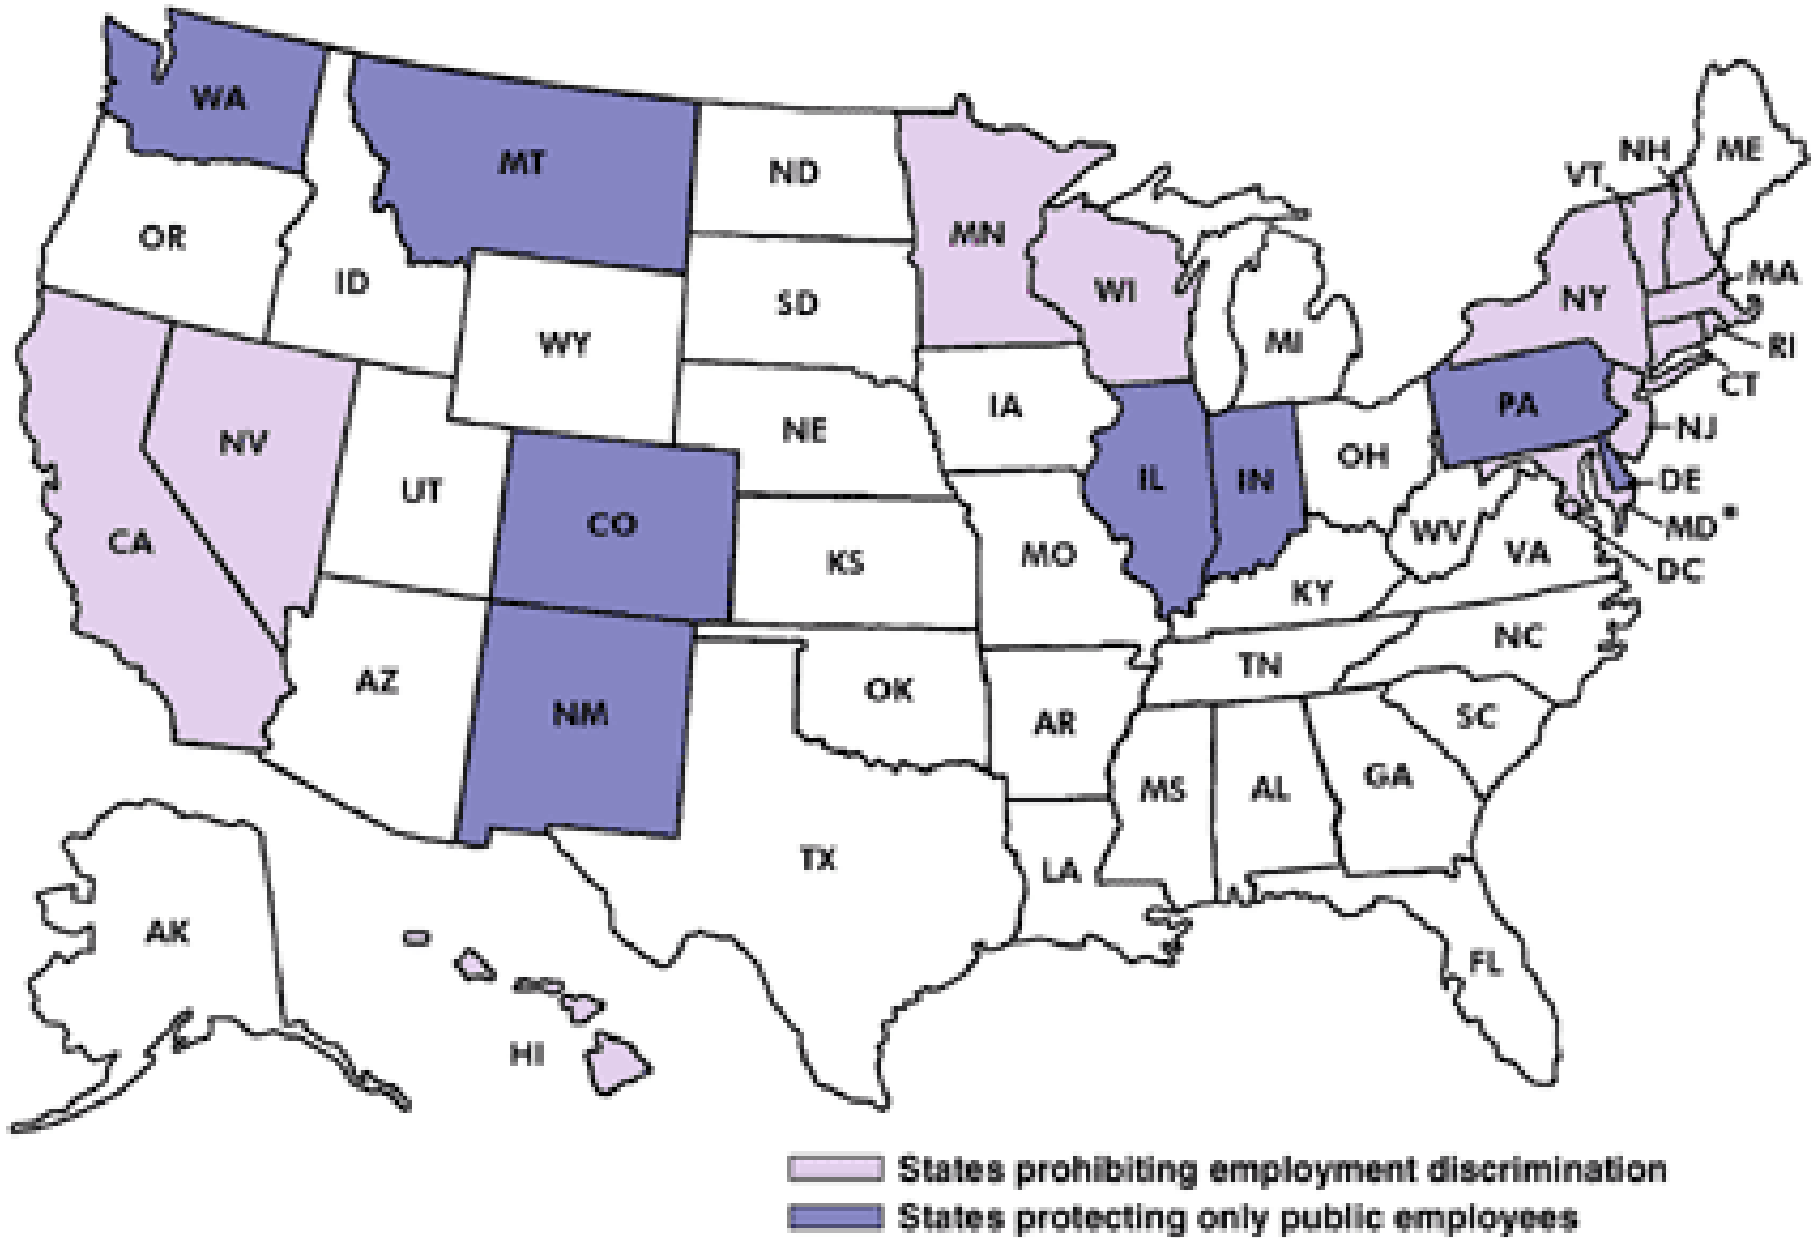 WA
MT
ND
MN
NH
ME
VT
OR
ID
SD
WI
MI
NY
MA
RI
CT
WY
IA
NE
PA
NJ
NV
UT
CO
IL
IN
OH
DE
MD*
DC
CA
KS
MO
WV
VA
KY
NC
TN
AZ
NM
OK
AR
SC
MS
AL
GA
TX
LA
FL
AK
HI
States prohibiting employment discrimination
States protecting only public employees